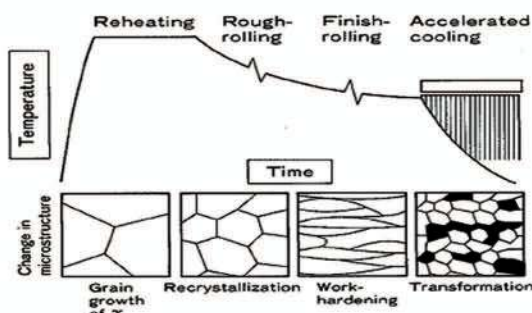 Reheating
Rough-
rolling
Finish-
rolling
Accelerated
cooling
Temperature
Time
Change in
microstructure
Grain
growth
of γ
Recrystallization
Work-
hardening
Transformation